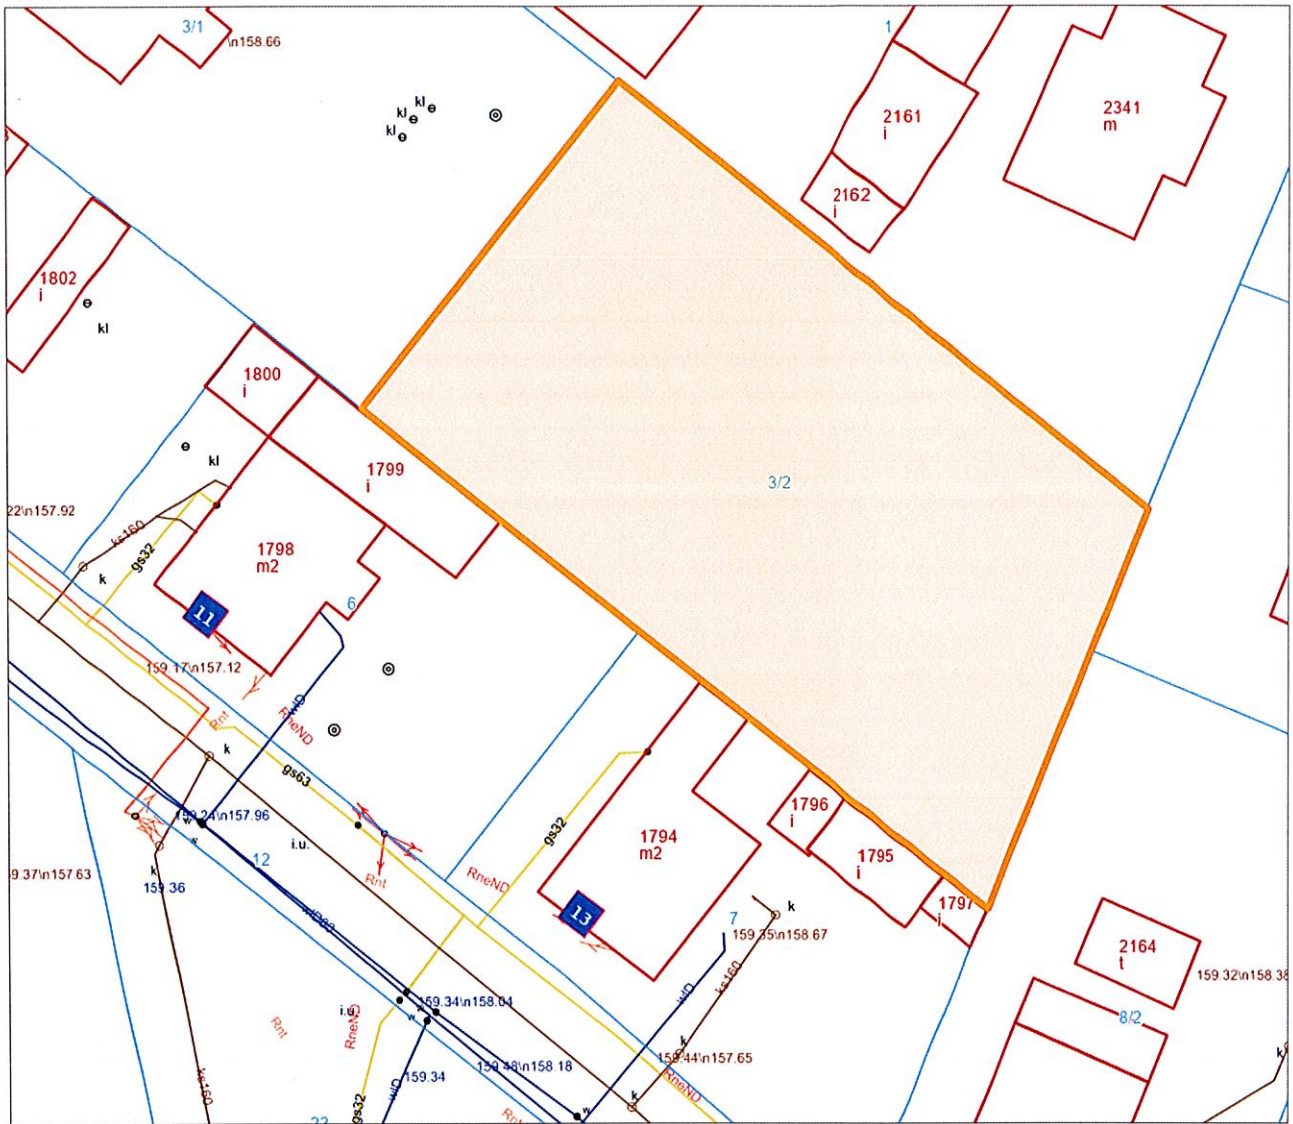 3/1
\n158.66
1
kl
kl
kl
2161
i
2341
m
2162
i
1802
i
kl
1800
i
1799
i
kl
3/2
22\n157.92
ks160
gs32
k
1798
m2
11
6
159.17\n157.12
wlD
Rnt
RneND
k
gs63
159.24\n157.96
w
w
i.u.
12
k
159.36
9.37\n157.63
Rnt
RneND
gs32
1794
m2
13
1796
i
1795
i
1797
i
k
7
159.35\n158.67
2164
t
159.32\n158.38
wlD
ks160
159.34\n158.04
w
w
i.u.
RneND
Rnt
8/2
k
k
159.44\n157.65
159.48\n158.18
159.34
wlD
RneND
ks160
gs32
k
w